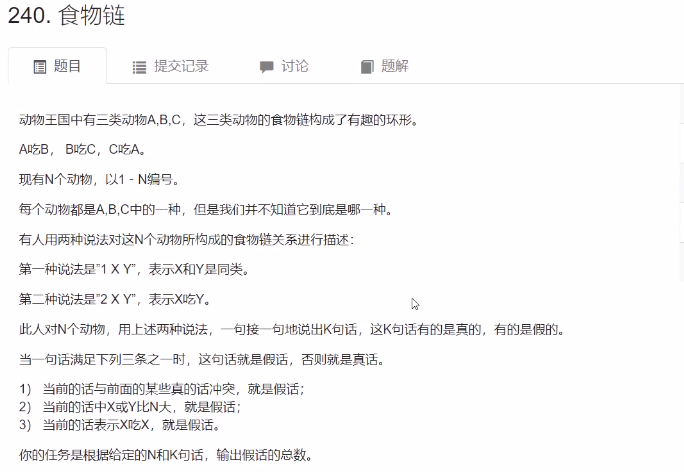 240. 食物链
题目 提交记录 讨论 题解
动物王国中有三类动物A,B,C，这三类动物的食物链构成了有趣的环形。
A吃B， B吃C，C吃A。
现有N个动物，以1－N编号。
每个动物都是A,B,C中的一种，但是我们并不知道它到底是哪一种。
有人用两种说法对这N个动物所构成的食物链关系进行描述：
第一种说法是”1 X Y”，表示X和Y是同类。
第二种说法是”2 X Y”，表示X吃Y。
此人对N个动物，用上述两种说法，一句接一句地说出K句话，这K句话有的是真的，有的是假的。
当一句话满足下列三条之一时，这句话就是假话，否则就是真话。
1） 当前的话与前面的某些真的话冲突，就是假话；
2） 当前的话中X或Y比N大，就是假话；
3） 当前的话表示X吃X，就是假话。
你的任务是根据给定的N和K句话，输出假话的总数。